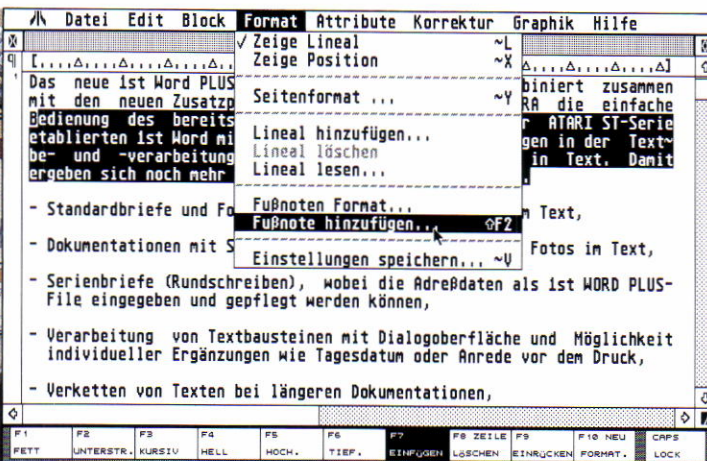 Datei Edit Block Format Attribute Korrektur Graphik Hilfe
✓ Zeige Lineal ~L
Zeige Position ~X
Seitenformat ... ~Y
Lineal hinzufügen...
Lineal löschen
Lineal lesen...
Fußnoten Format...
Fußnote hinzufügen... ⇧F2
Einstellungen speichern... ~V
Das neue 1st Word PLUS biniert zusammen
mit den neuen Zusatzp RA die einfache
Bedienung des bereits r ATARI ST-Serie
etablierten 1st Word mi gen in der Text~
be- und -verarbeitung in Text. Damit
ergeben sich noch mehr .
- Standardbriefe und Fo m Text,
- Dokumentationen mit S Fotos im Text,
- Serienbriefe (Rundschreiben), wobei die Adreßdaten als 1st WORD PLUS-
File eingegeben und gepflegt werden können,
- Verarbeitung von Textbausteinen mit Dialogoberfläche und Möglichkeit
individueller Ergänzungen wie Tagesdatum oder Anrede vor dem Druck,
- Verketten von Texten bei längeren Dokumentationen,
F1 F2 F3 F4 F5 F6 F7 F8 ZEILE F9 F10 NEU CAPS
FETT UNTERSTR. KURSIV HELL HOCH. TIEF. EINFüGEN LöSCHEN EINRüCKEN FORMAT. LOCK